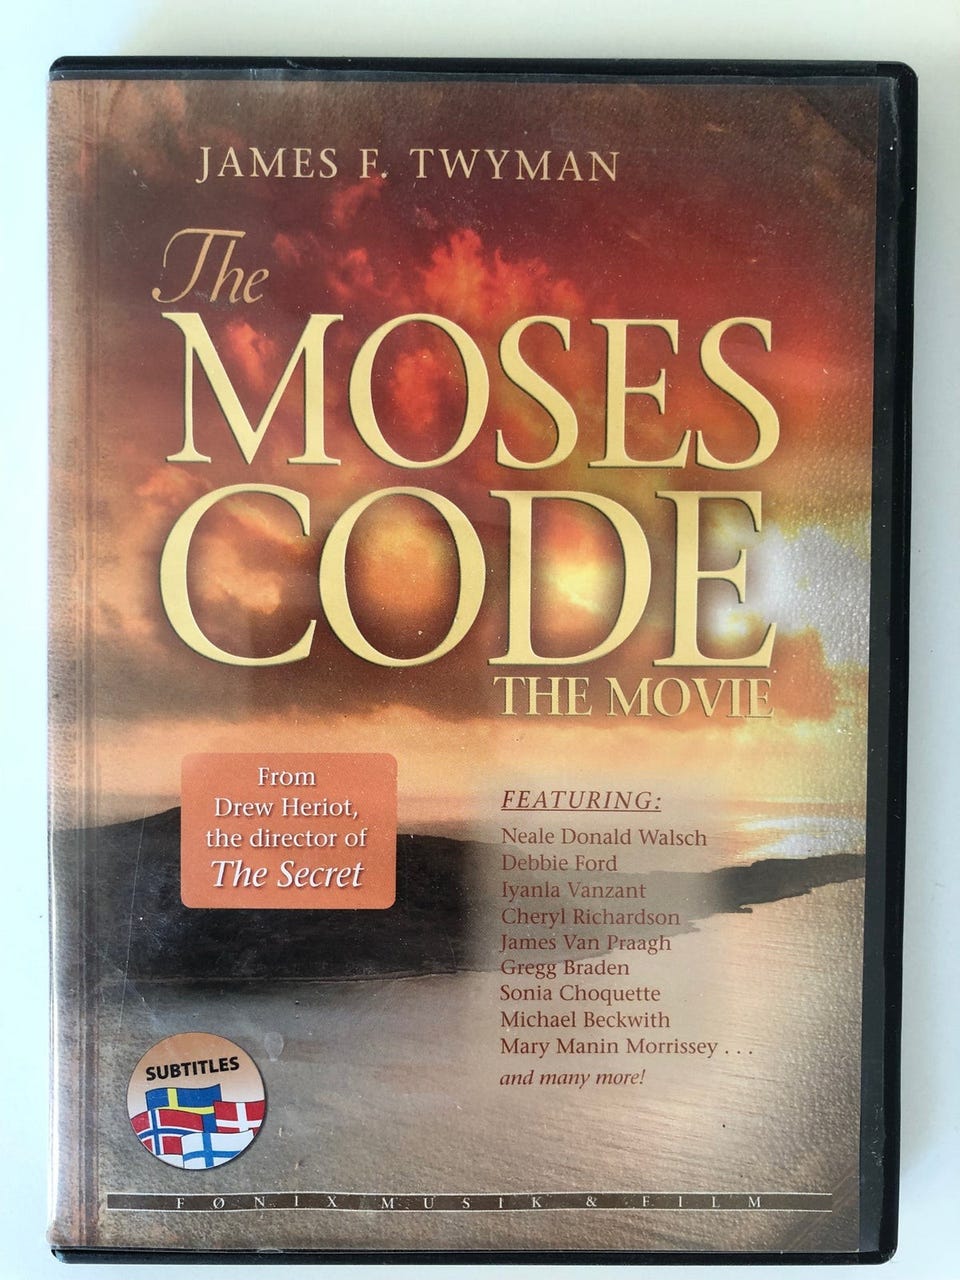 JAMES F. TWYMAN
The
MOSES
CODE
THE MOVIE
From
Drew Heriot,
the director of
The Secret
FEATURING:
Neale Donald Walsch
Debbie Ford
Iyanla Vanzant
Cheryl Richardson
James Van Praagh
Gregg Braden
Sonia Choquette
Michael Beckwith
Mary Manin Morrissey . . .
and many more!
SUBTITLES
FØNIX MUSIK & FILM